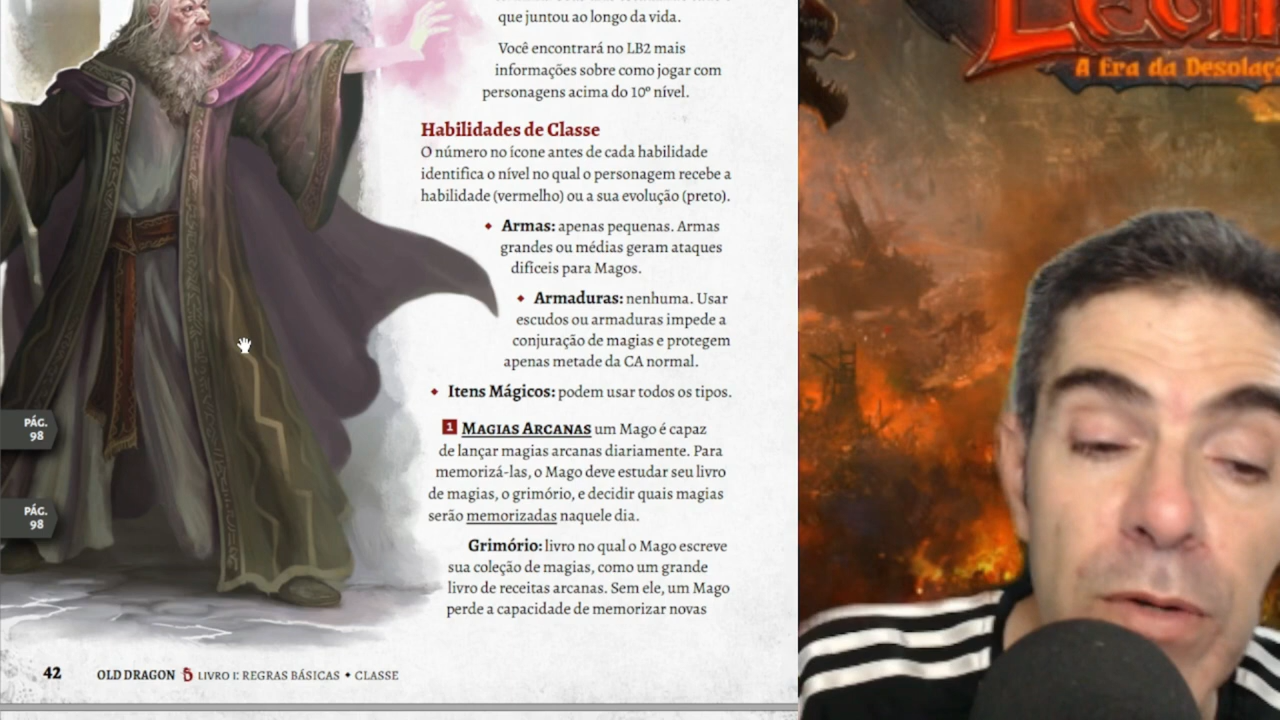 que juntou ao longo da vida.
Você encontrará no LB2 mais
informações sobre como jogar com
personagens acima do 10º nível.
Habilidades de Classe
O número no ícone antes de cada habilidade
identifica o nível no qual o personagem recebe a
habilidade (vermelho) ou a sua evolução (preto).
Armas: apenas pequenas. Armas
grandes ou médias geram ataques
difíceis para Magos.
Armaduras: nenhuma. Usar
escudos ou armaduras impede a
conjuração de magias e protegem
apenas metade da CA normal.
Itens Mágicos: podem usar todos os tipos.
1 MAGIAS ARCANAS um Mago é capaz
de lançar magias arcanas diariamente. Para
memorizá-las, o Mago deve estudar seu livro
de magias, o grimório, e decidir quais magias
serão memorizadas naquele dia.
Grimório: livro no qual o Mago escreve
sua coleção de magias, como um grande
livro de receitas arcanas. Sem ele, um Mago
perde a capacidade de memorizar novas
PÁG.
98
PÁG.
98
42 OLD DRAGON LIVRO I: REGRAS BÁSICAS • CLASSE
A Era da